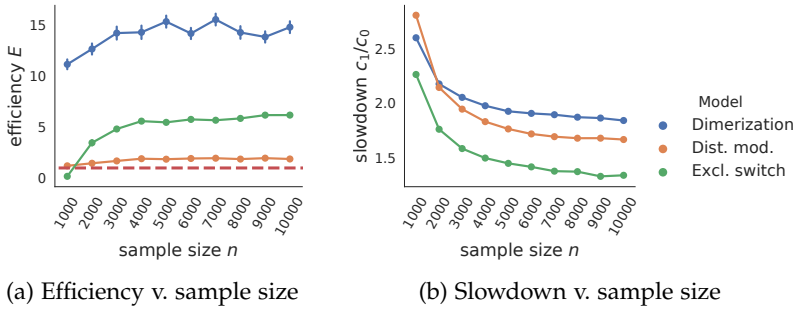 efficiency E
15
10
5
0
1000
2000
3000
4000
5000
6000
7000
8000
9000
10000
sample size n
(a) Efficiency v. sample size
slowdown c₁/c₀
2.5
2.0
1.5
1000
2000
3000
4000
5000
6000
7000
8000
9000
10000
sample size n
(b) Slowdown v. sample size
Model
Dimerization
Dist. mod.
Excl. switch